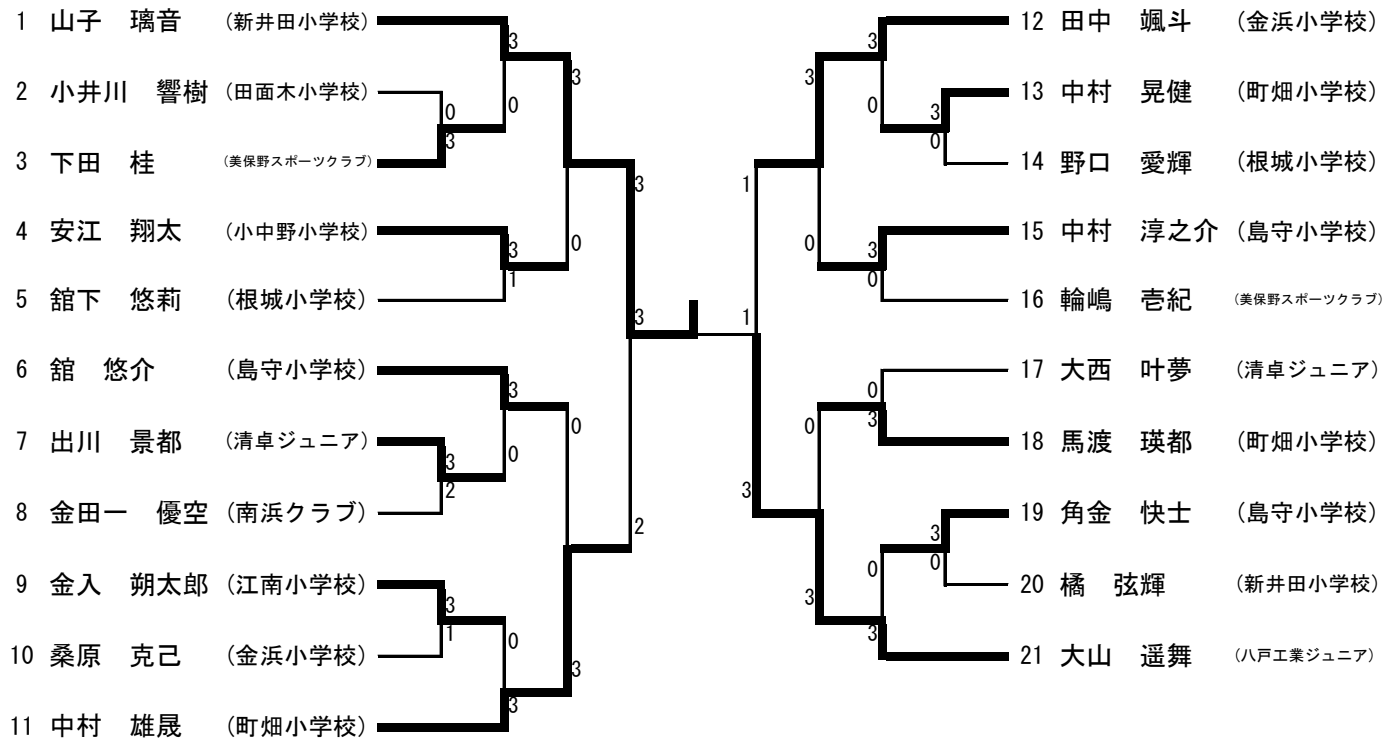 1 山子 璃音 (新井田小学校)
2 小井川 響樹 (田面木小学校)
3 下田 桂 (美保野スポーツクラブ)
4 安江 翔太 (小中野小学校)
5 舘下 悠莉 (根城小学校)
6 舘 悠介 (島守小学校)
7 出川 景都 (清卓ジュニア)
8 金田一 優空 (南浜クラブ)
9 金入 朔太郎 (江南小学校)
10 桑原 克己 (金浜小学校)
11 中村 雄晟 (町畑小学校)
3
3
0
0
3
3
3
0
1
3
3
0
3
0
2
2
3
1
0
3
3
3
3
0
3
0
1
0
3
0
1
0
0
3
3
3
0
0
3
3
12 田中 颯斗 (金浜小学校)
13 中村 晃健 (町畑小学校)
14 野口 愛輝 (根城小学校)
15 中村 淳之介 (島守小学校)
16 輪嶋 壱紀 (美保野スポーツクラブ)
17 大西 叶夢 (清卓ジュニア)
18 馬渡 瑛都 (町畑小学校)
19 角金 快士 (島守小学校)
20 橘 弦輝 (新井田小学校)
21 大山 遥舞 (八戸工業ジュニア)